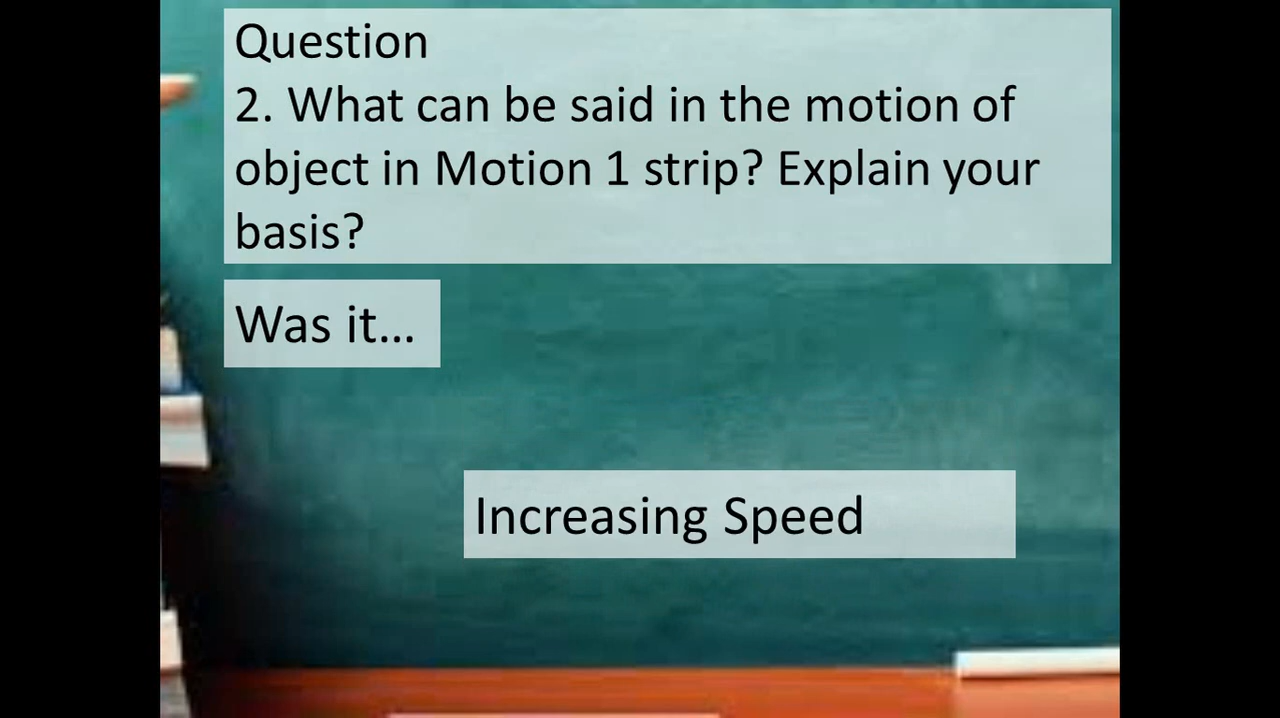 Question
2. What can be said in the motion of
object in Motion 1 strip? Explain your
basis?
Was it...
Increasing Speed